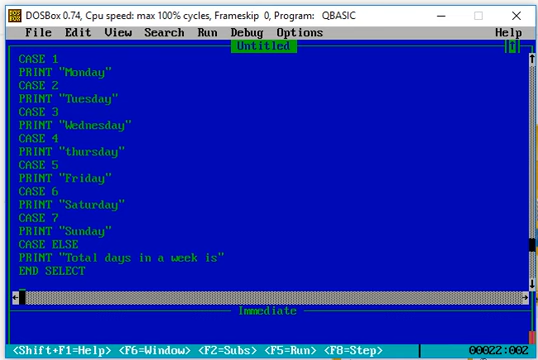 DOSBox 0.74, Cpu speed: max 100% cycles, Frameskip 0, Program: QBASIC
File Edit View Search Run Debug Options Help
Untitled
CASE 1
PRINT "Monday"
CASE 2
PRINT "Tuesday"
CASE 3
PRINT "Wednesday"
CASE 4
PRINT "thursday"
CASE 5
PRINT "Friday"
CASE 6
PRINT "Saturday"
CASE 7
PRINT "Sunday"
CASE ELSE
PRINT "Total days in a week is"
END SELECT
Immediate
<Shift+F1=Help> <F6=Window> <F2=Subs> <F5=Run> <F8=Step> 00022:002